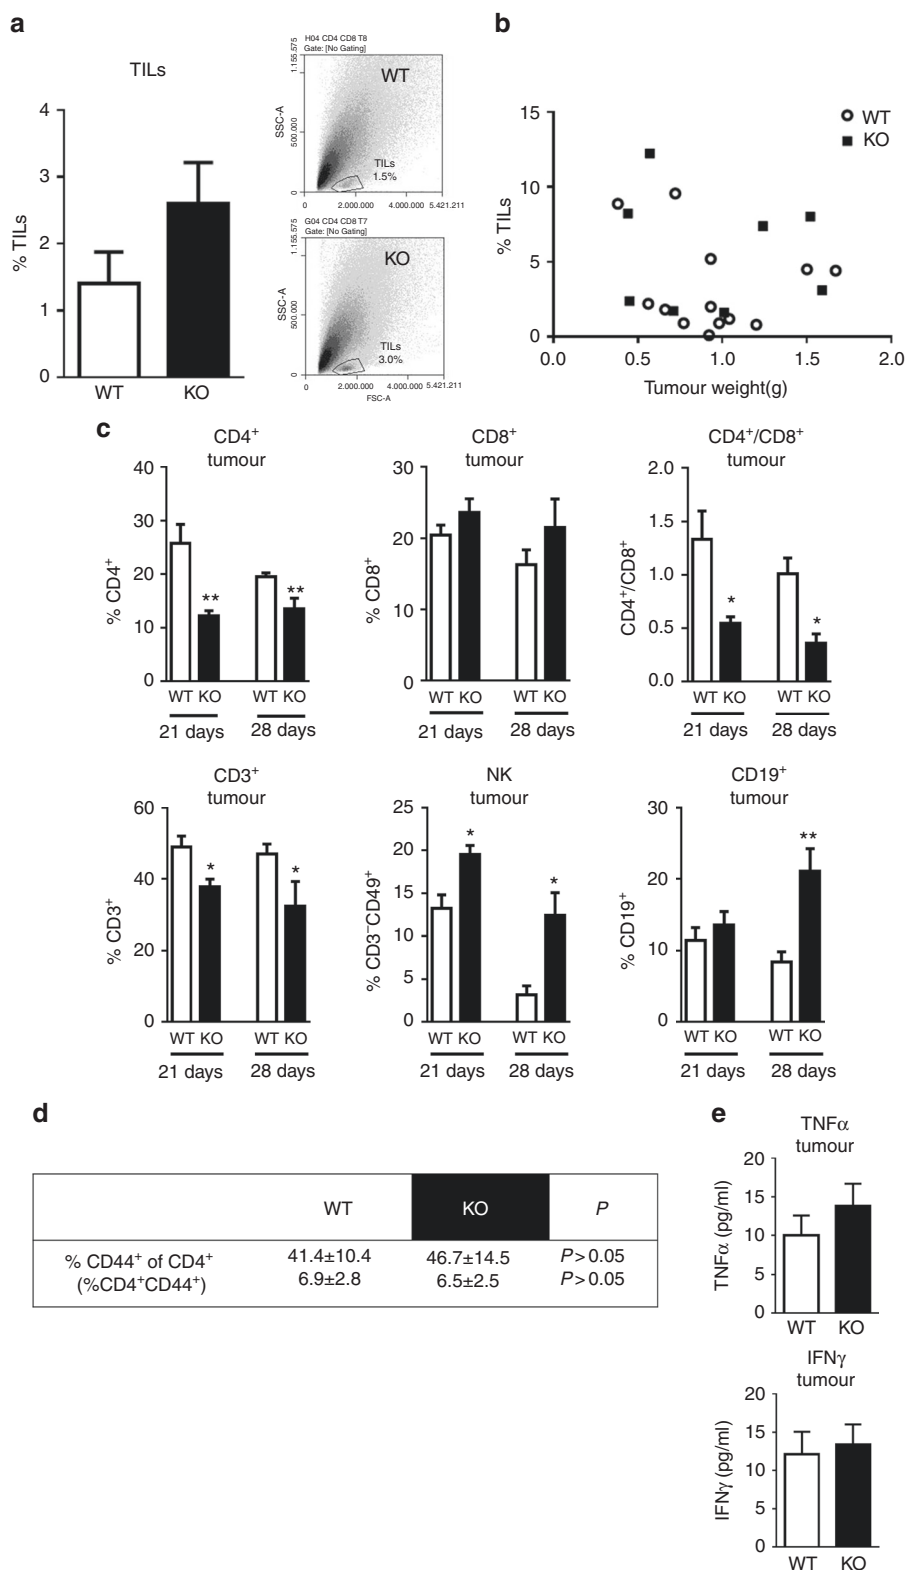 a
TILs
% TILs
4
3
2
1
0
WT
KO
H04 CD4 CD8 T8
Gate: [No Gating]
1.155.575
500.000
0
SSC-A
WT
TILs
1.5%
0
2.000.000
4.000.000
5.421.211
G04 CD4 CD8 T7
Gate: [No Gating]
1.155.575
500.000
0
SSC-A
KO
TILs
3.0%
0
2.000.000
4.000.000
5.421.211
FSC-A
b
% TILs
15
10
5
0
0.0
0.5
1.0
1.5
2.0
Tumour weight(g)
WT
KO
c
CD4⁺
tumour
% CD4⁺
40
30
20
10
0
**
**
WT KO
WT KO
21 days
28 days
CD8⁺
tumour
% CD8⁺
30
20
10
0
WT KO
WT KO
21 days
28 days
CD4⁺/CD8⁺
tumour
CD4⁺/CD8⁺
2.0
1.5
1.0
0.5
0.0
*
*
WT KO
WT KO
21 days
28 days
CD3⁺
tumour
% CD3⁺
60
40
20
0
*
*
WT KO
WT KO
21 days
28 days
NK
tumour
% CD3⁻CD49⁺
25
20
15
10
5
0
*
*
WT KO
WT KO
21 days
28 days
CD19⁺
tumour
% CD19⁺
30
20
10
0
**
WT KO
WT KO
21 days
28 days
d
WT KO P
% CD44⁺ of CD4⁺ 41.4±10.4 46.7±14.5 P>0.05
(%CD4⁺CD44⁺) 6.9±2.8 6.5±2.5 P>0.05
e
TNFα
tumour
TNFα (pg/ml)
20
15
10
5
0
WT KO
IFNγ
tumour
IFNγ (pg/ml)
20
15
10
5
0
WT KO